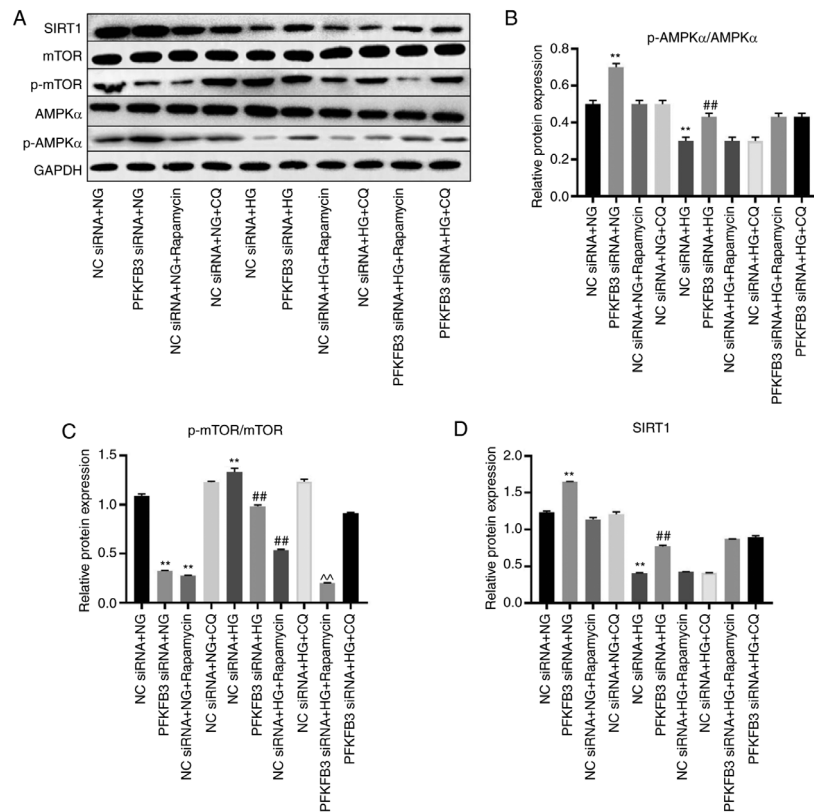 A
SIRT1
mTOR
p-mTOR
AMPKα
p-AMPKα
GAPDH
NC siRNA+NG
PFKFB3 siRNA+NG
NC siRNA+NG+Rapamycin
NC siRNA+NG+CQ
NC siRNA+HG
PFKFB3 siRNA+HG
NC siRNA+HG+Rapamycin
NC siRNA+HG+CQ
PFKFB3 siRNA+HG+Rapamycin
PFKFB3 siRNA+HG+CQ
B
p-AMPKα/AMPKα
Relative protein expression
0.8
0.6
0.4
0.2
0.0
**
**
##
NC siRNA+NG
PFKFB3 siRNA+NG
NC siRNA+NG+Rapamycin
NC siRNA+NG+CQ
NC siRNA+HG
PFKFB3 siRNA+HG
NC siRNA+HG+Rapamycin
NC siRNA+HG+CQ
PFKFB3 siRNA+HG+Rapamycin
PFKFB3 siRNA+HG+CQ
C
p-mTOR/mTOR
Relative protein expression
1.5
1.0
0.5
0.0
**
**
**
##
##
^^
NC siRNA+NG
PFKFB3 siRNA+NG
NC siRNA+NG+Rapamycin
NC siRNA+NG+CQ
NC siRNA+HG
PFKFB3 siRNA+HG
NC siRNA+HG+Rapamycin
NC siRNA+HG+CQ
PFKFB3 siRNA+HG+Rapamycin
PFKFB3 siRNA+HG+CQ
D
SIRT1
Relative protein expression
2.0
1.5
1.0
0.5
0.0
**
**
##
NC siRNA+NG
PFKFB3 siRNA+NG
NC siRNA+NG+Rapamycin
NC siRNA+NG+CQ
NC siRNA+HG
PFKFB3 siRNA+HG
NC siRNA+HG+Rapamycin
NC siRNA+HG+CQ
PFKFB3 siRNA+HG+Rapamycin
PFKFB3 siRNA+HG+CQ